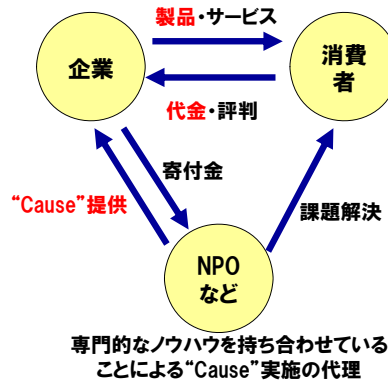 製品・サービス
企業
消費
者
代金・評判
寄付金
“Cause”提供
課題解決
NPO
など
専門的なノウハウを持ち合わせている
ことによる“Cause”実施の代理